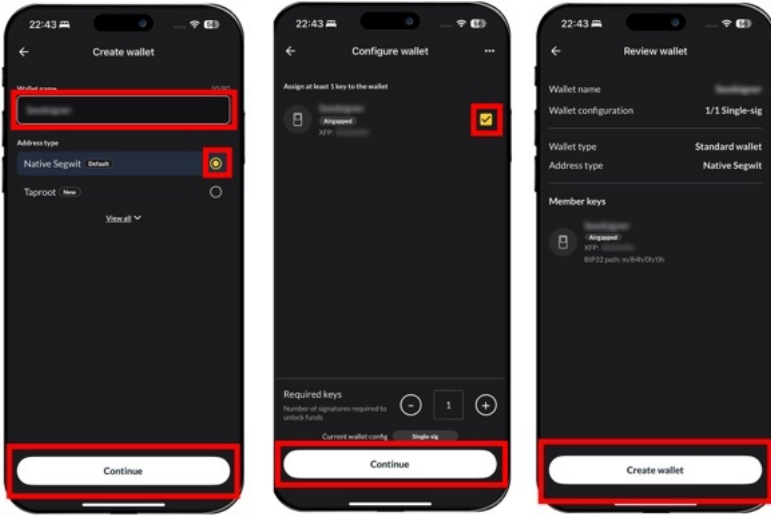 22:43
64
Create wallet
Wallet name
10/80
Address type
Native Segwit Default
Taproot New
View all
Continue
22:43
64
Configure wallet
Assign at least 1 key to the wallet
Airgapped
XFP:
Required keys
Number of signatures required to
unlock funds
1
Current wallet config Single-sig
Continue
22:43
64
Review wallet
Wallet name
Wallet configuration 1/1 Single-sig
Wallet type Standard wallet
Address type Native Segwit
Member keys
Airgapped
XFP:
BIP32 path: m/84h/0h/0h
Create wallet